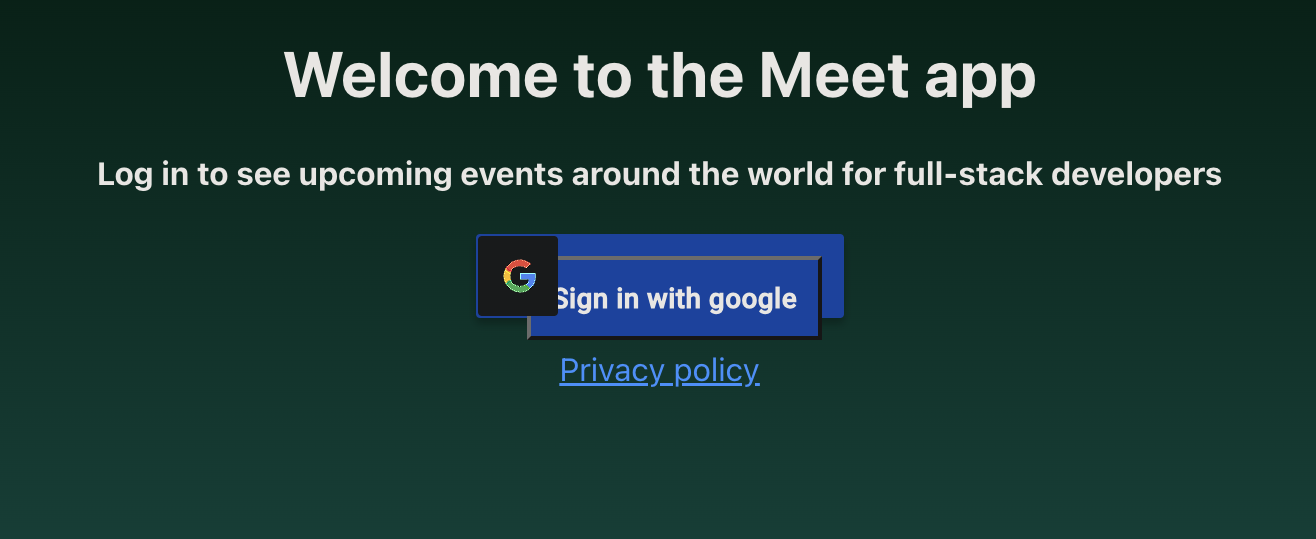 Welcome to the Meet app
Log in to see upcoming events around the world for full-stack developers
Sign in with google
Privacy policy